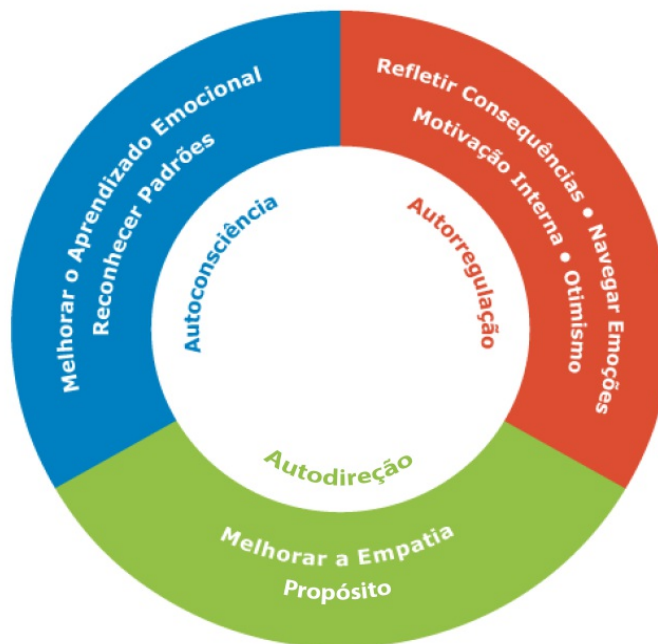 Melhorar o Aprendizado Emocional
Reconhecer Padrões
Autoconsciência
Refletir Consequências • Navegar Emoções
Motivação Interna • Otimismo
Autorregulação
Autodireção
Melhorar a Empatia
Propósito